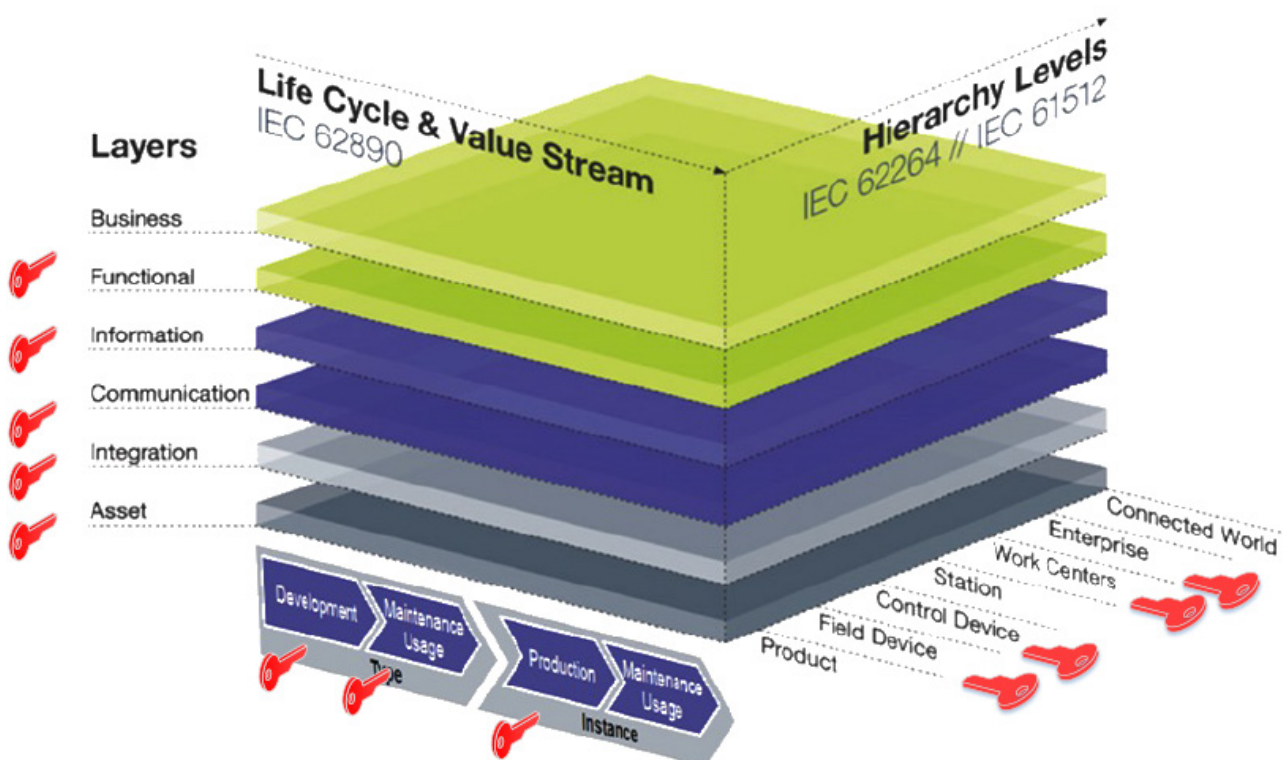 Life Cycle & Value Stream
IEC 62890
Hierarchy Levels
IEC 62264 // IEC 61512
Layers
Business
Functional
Information
Communication
Integration
Asset
Development
Maintenance
Usage
Type
Production
Maintenance
Usage
Instance
Connected World
Enterprise
Work Centers
Station
Control Device
Field Device
Product